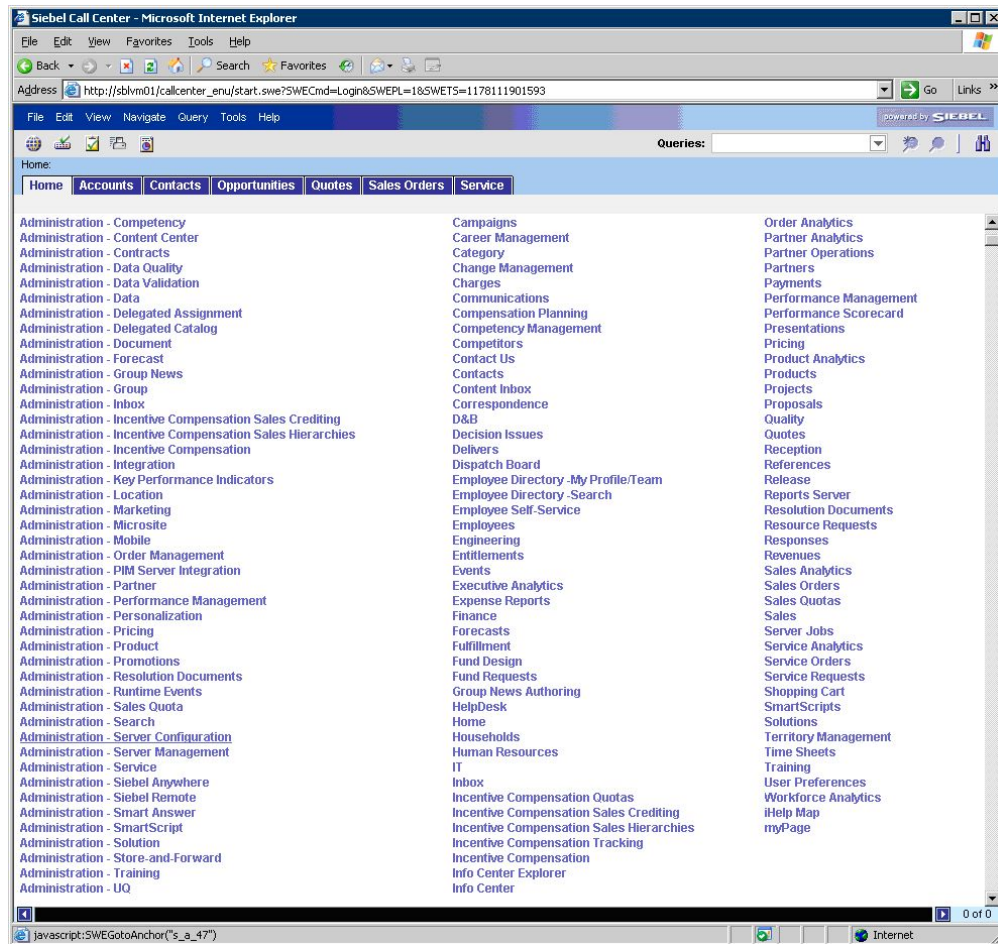 Siebel Call Center - Microsoft Internet Explorer
File Edit View Favorites Tools Help
Back Search Favorites
Address http://sblvm01/callcenter_enu/start.swe?SWECmd=Login&SWEPL=1&SWETS=1178111901593 Go Links »
File Edit View Navigate Query Tools Help powered by SIEBEL
Queries:
Home:
Home Accounts Contacts Opportunities Quotes Sales Orders Service
Administration - Competency
Administration - Content Center
Administration - Contracts
Administration - Data Quality
Administration - Data Validation
Administration - Data
Administration - Delegated Assignment
Administration - Delegated Catalog
Administration - Document
Administration - Forecast
Administration - Group News
Administration - Group
Administration - Inbox
Administration - Incentive Compensation Sales Crediting
Administration - Incentive Compensation Sales Hierarchies
Administration - Incentive Compensation
Administration - Integration
Administration - Key Performance Indicators
Administration - Location
Administration - Marketing
Administration - Microsite
Administration - Mobile
Administration - Order Management
Administration - PIM Server Integration
Administration - Partner
Administration - Performance Management
Administration - Personalization
Administration - Pricing
Administration - Product
Administration - Promotions
Administration - Resolution Documents
Administration - Runtime Events
Administration - Sales Quota
Administration - Search
Administration - Server Configuration
Administration - Server Management
Administration - Service
Administration - Siebel Anywhere
Administration - Siebel Remote
Administration - Smart Answer
Administration - SmartScript
Administration - Solution
Administration - Store-and-Forward
Administration - Training
Administration - UQ
Campaigns
Career Management
Category
Change Management
Charges
Communications
Compensation Planning
Competency Management
Competitors
Contact Us
Contacts
Content Inbox
Correspondence
D&B
Decision Issues
Delivers
Dispatch Board
Employee Directory -My Profile/Team
Employee Directory -Search
Employee Self-Service
Employees
Engineering
Entitlements
Events
Executive Analytics
Expense Reports
Finance
Forecasts
Fulfillment
Fund Design
Fund Requests
Group News Authoring
HelpDesk
Home
Households
Human Resources
IT
Inbox
Incentive Compensation Quotas
Incentive Compensation Sales Crediting
Incentive Compensation Sales Hierarchies
Incentive Compensation Tracking
Incentive Compensation
Info Center Explorer
Info Center
Order Analytics
Partner Analytics
Partner Operations
Partners
Payments
Performance Management
Performance Scorecard
Presentations
Pricing
Product Analytics
Products
Projects
Proposals
Quality
Quotes
Reception
References
Release
Reports Server
Resolution Documents
Resource Requests
Responses
Revenues
Sales Analytics
Sales Orders
Sales Quotas
Sales
Server Jobs
Service Analytics
Service Orders
Service Requests
Shopping Cart
SmartScripts
Solutions
Territory Management
Time Sheets
Training
User Preferences
Workforce Analytics
iHelp Map
myPage
0 of 0
javascript:SWEGotoAnchor("s_a_47") Internet